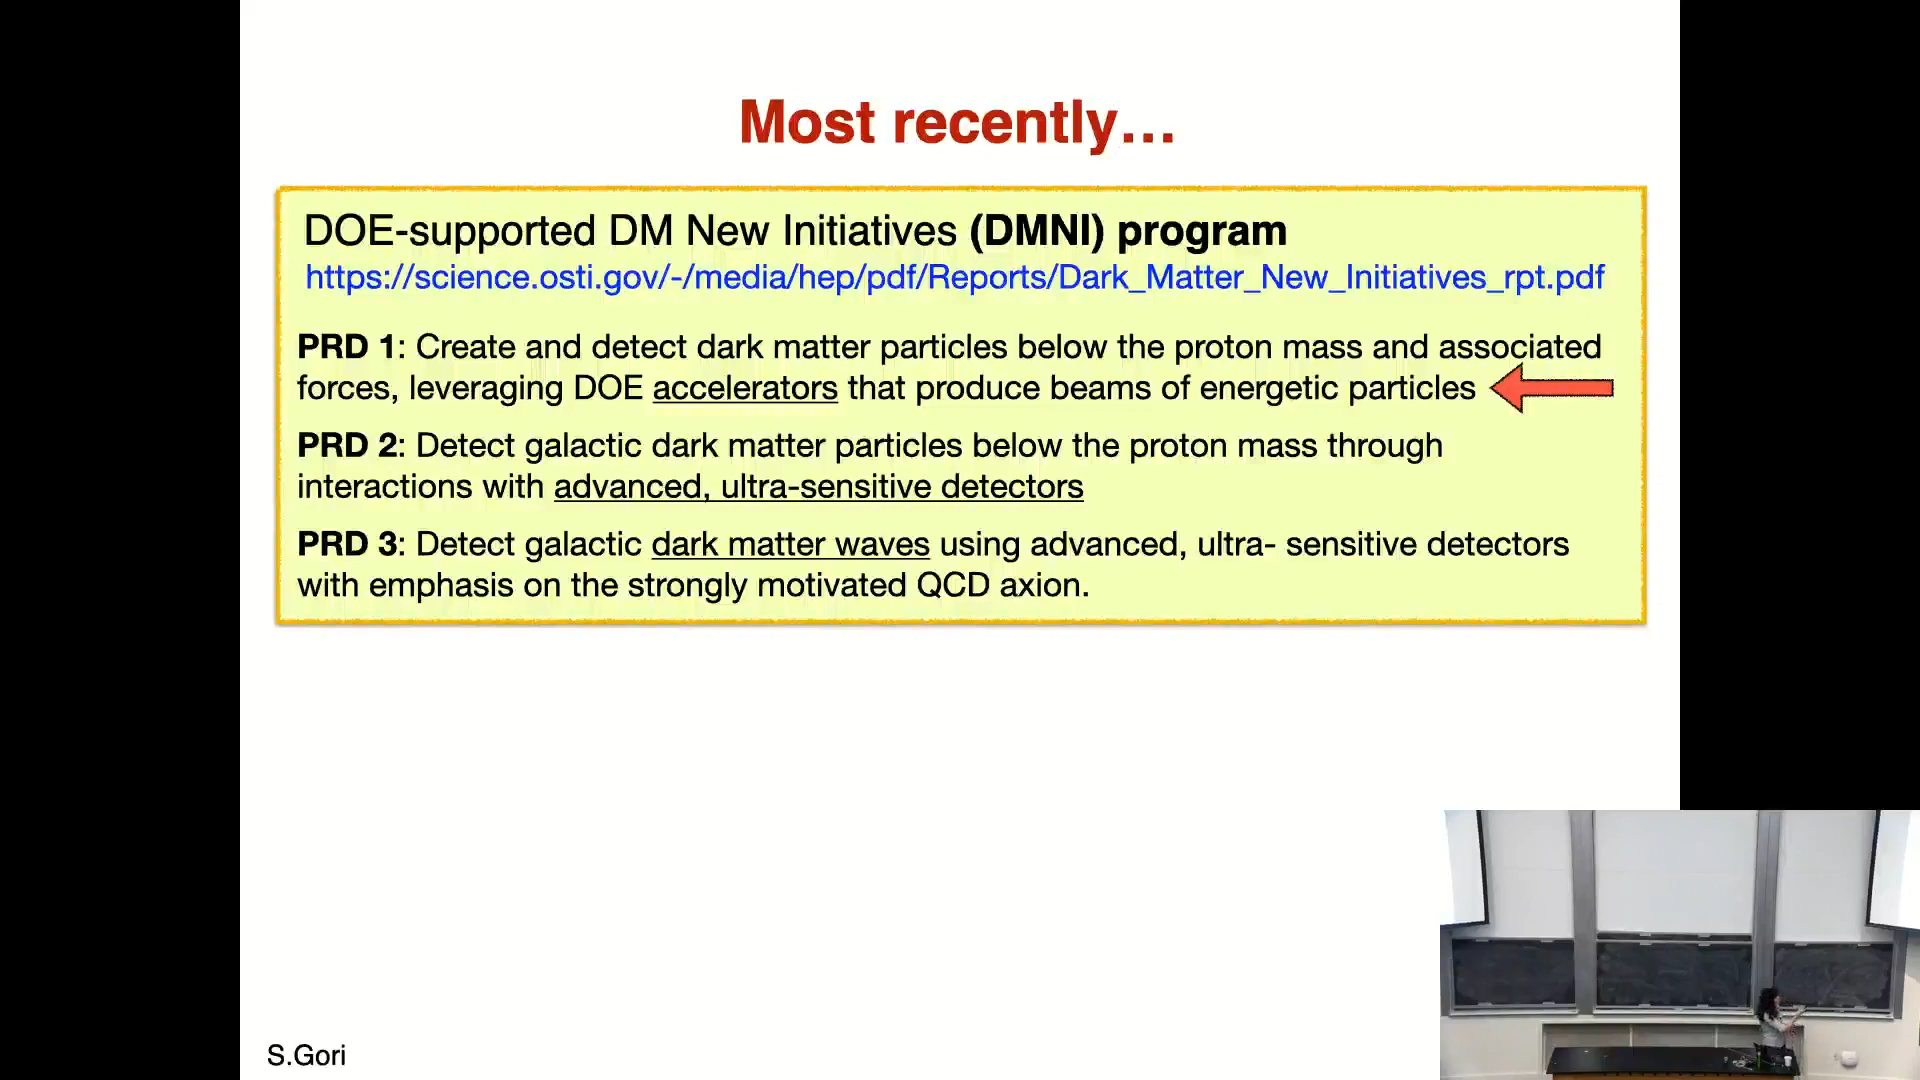 Most recently…
DOE-supported DM New Initiatives (DMNI) program
https://science.osti.gov/-/media/hep/pdf/Reports/Dark_Matter_New_Initiatives_rpt.pdf
PRD 1: Create and detect dark matter particles below the proton mass and associated
forces, leveraging DOE accelerators that produce beams of energetic particles
PRD 2: Detect galactic dark matter particles below the proton mass through
interactions with advanced, ultra-sensitive detectors
PRD 3: Detect galactic dark matter waves using advanced, ultra- sensitive detectors
with emphasis on the strongly motivated QCD axion.
S.Gori